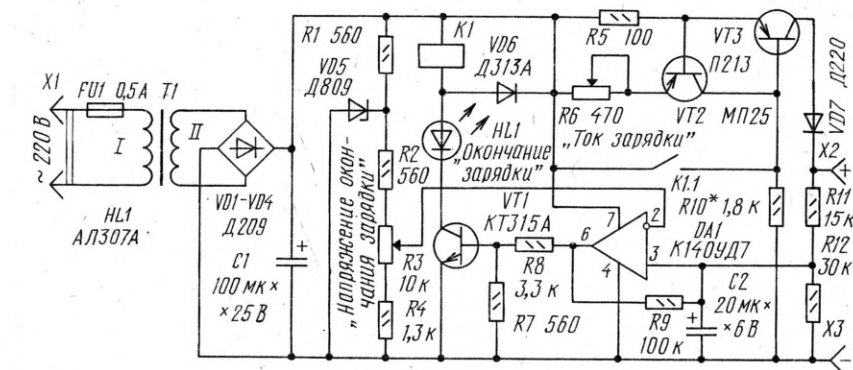 X1
~ 220 В
FU1 0,5А
T1
I
II
HL1
АЛ307А
VD1-VD4
Д209
C1
100 мк ×
× 25 В
+
R1 560
VD5
Д809
R2
560
„Напряжение окон-
чания зарядки“
R3
10 к
R4
1,3 к
K1
VD6
Д313А
HL1
„Окончание
зарядки“
VT1
КТ315А
R8
3,3 к
R7 560
R5 100
R6 470
„Ток зарядки“
VT2 МП25
VT3
П213
VD7 Д220
K1.1
R10* 1,8 к
DA1
К140УД7
7
2
6
3
4
R9
100 к
C2
20 мк ×
× 6 В
+
X2
+
R11
15 к
R12
30 к
X3
−